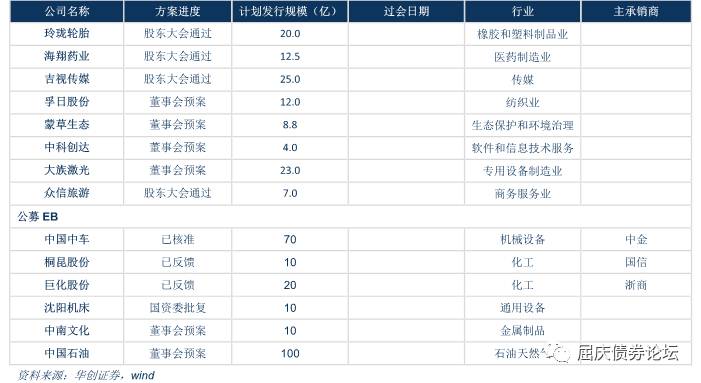 公司名称 方案进度 计划发行规模（亿） 过会日期 行业 主承销商
玲珑轮胎 股东大会通过 20.0 橡胶和塑料制品业
海翔药业 股东大会通过 12.5 医药制造业
吉视传媒 股东大会通过 25.0 传媒
孚日股份 董事会预案 12.0 纺织业
蒙草生态 董事会预案 8.8 生态保护和环境治理
中科创达 董事会预案 4.0 软件和信息技术服务
大族激光 董事会预案 23.0 专用设备制造业
众信旅游 股东大会通过 7.0 商务服务业
公募 EB
中国中车 已核准 70 机械设备 中金
桐昆股份 已反馈 10 化工 国信
巨化股份 已反馈 20 化工 浙商
沈阳机床 国资委批复 10 通用设备
中南文化 董事会预案 10 金属制品
中国石油 董事会预案 100 石油天然
屈庆债券论坛
资料来源：华创证券，wind